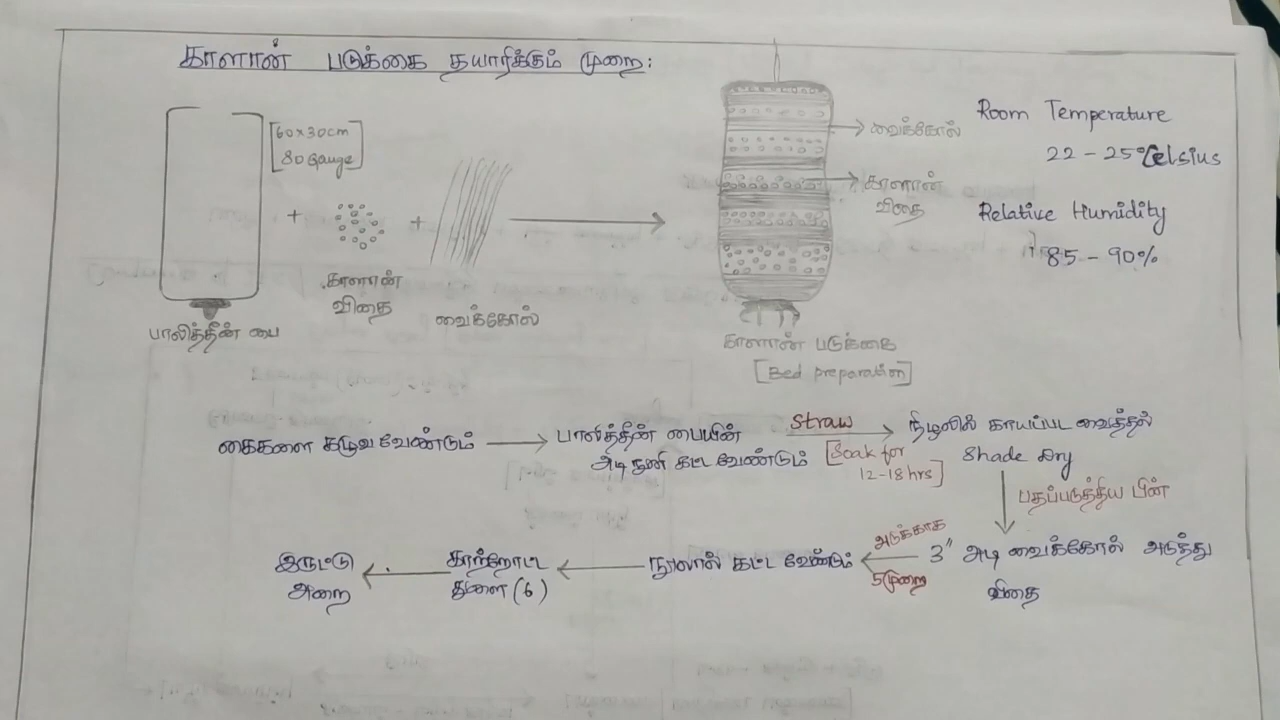 காளான் படுக்கை தயாரிக்கும் முறை:
[60x30cm
80 Gauge]
+
+
காளான்
விதை
வைக்கோல்
பாலித்தீன் பை
வைக்கோல்
காளான்
விதை
காளான் படுக்கை
[Bed preparation]
Room Temperature
22 - 25°Celsius
Relative Humidity
85 - 90%
கைகளை கழுவ வேண்டும்
பாலித்தீன் பையின்
அடி நுனி கட்ட வேண்டும்
Straw
[Soak for
12-18 hrs]
நிழலில் காயப்பட வைத்தல்
Shade Dry
பதப்படுத்திய பின்
3" அடி வைக்கோல் அடுத்து
விதை
அடுக்காக
5முறை
நூலால் கட்ட வேண்டும்
காற்றோட்ட
துளை (6)
இருட்டு
அறை